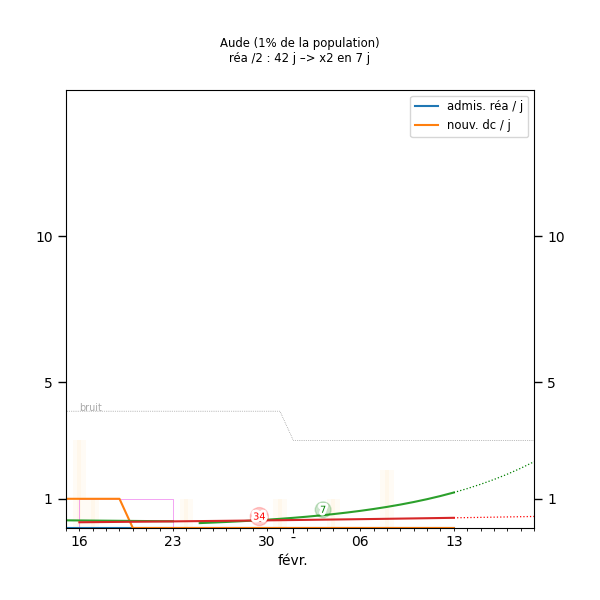 Aude (1% de la population)
réa /2 : 42 j –> x2 en 7 j
admis. réa / j
nouv. dc / j
10 10
5 5
bruit
1 1
34 7
16 23 30 - 06 13
févr.